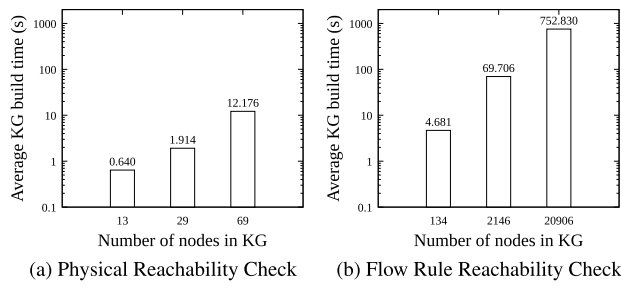 Average KG build time (s)
1000
100
10
1
0.1
0.640
1.914
12.176
13 29 69
Number of nodes in KG
(a) Physical Reachability Check
Average KG build time (s)
1000
100
10
1
0.1
4.681
69.706
752.830
134 2146 20906
Number of nodes in KG
(b) Flow Rule Reachability Check